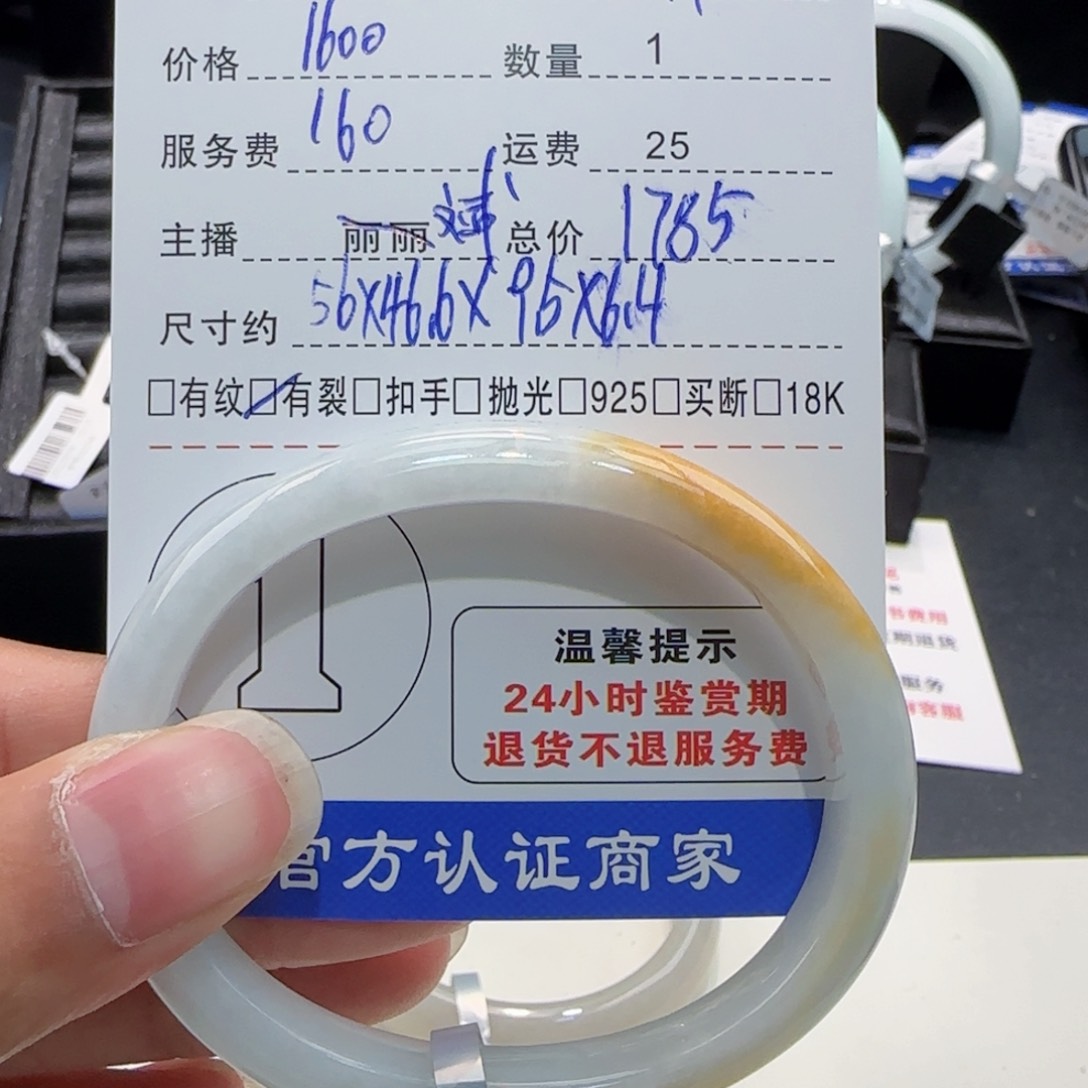 价格 1600 数量 1
服务费 160 运费 25
主播 丽丽 总价 1785
尺寸约 56X46.6X 95X6.4
□有纹□有裂□扣手□抛光□925□买断□18K
温馨提示
24小时鉴赏期
退货不退服务费
官方认证商家